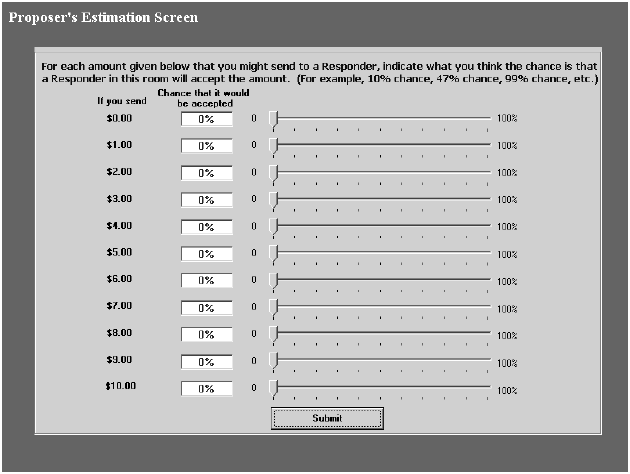 Proposer's Estimation Screen
For each amount given below that you might send to a Responder, indicate what you think the chance is that
a Responder in this room will accept the amount. (For example, 10% chance, 47% chance, 99% chance, etc.)
If you send Chance that it would be accepted
$0.00 0% 0 100%
$1.00 0% 0 100%
$2.00 0% 0 100%
$3.00 0% 0 100%
$4.00 0% 0 100%
$5.00 0% 0 100%
$6.00 0% 0 100%
$7.00 0% 0 100%
$8.00 0% 0 100%
$9.00 0% 0 100%
$10.00 0% 0 100%
Submit